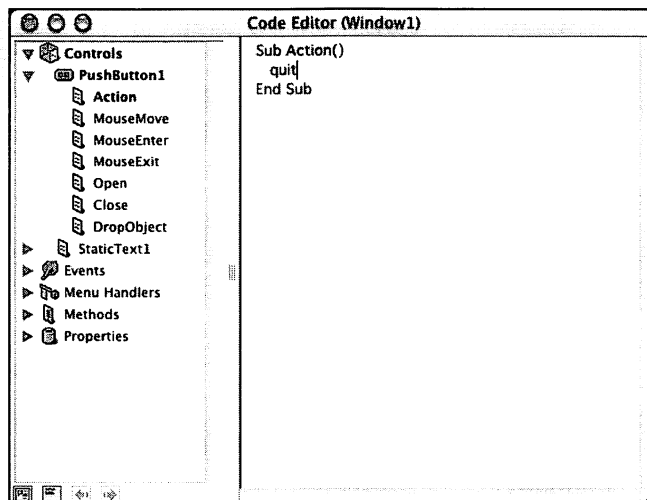 Code Editor (Window1)
Controls
PushButton1
Action
MouseMove
MouseEnter
MouseExit
Open
Close
DropObject
StaticText1
Events
Menu Handlers
Methods
Properties
Sub Action()
quit
End Sub